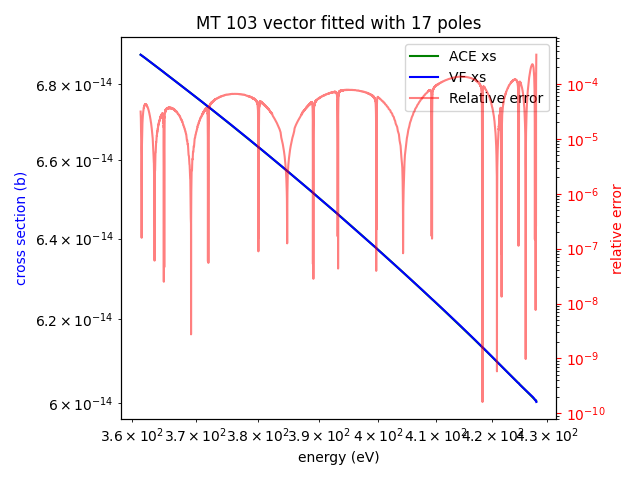 MT 103 vector fitted with 17 poles
ACE xs
VF xs
Relative error
6.8 × 10⁻¹⁴
6.6 × 10⁻¹⁴
6.4 × 10⁻¹⁴
6.2 × 10⁻¹⁴
6 × 10⁻¹⁴
cross section (b)
10⁻⁴
10⁻⁵
10⁻⁶
10⁻⁷
10⁻⁸
10⁻⁹
10⁻¹⁰
relative error
3.6 × 10² 3.7 × 10² 3.8 × 10² 3.9 × 10² 4 × 10² 4.1 × 10² 4.2 × 10² 4.3 × 10²
energy (eV)